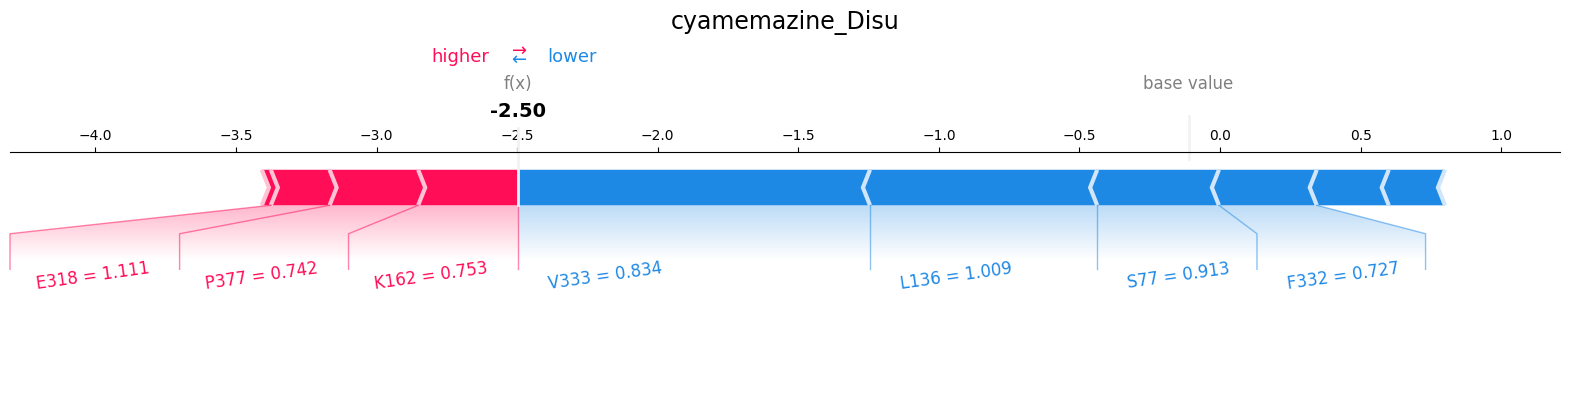 cyamemazine_Disu
higher ⇄ lower
f(x)
base value
-2.50
−4.0 −3.5 −3.0 −2.5 −2.0 −1.5 −1.0 −0.5 0.0 0.5 1.0
E318 = 1.111
P377 = 0.742
K162 = 0.753
V333 = 0.834
L136 = 1.009
S77 = 0.913
F332 = 0.727